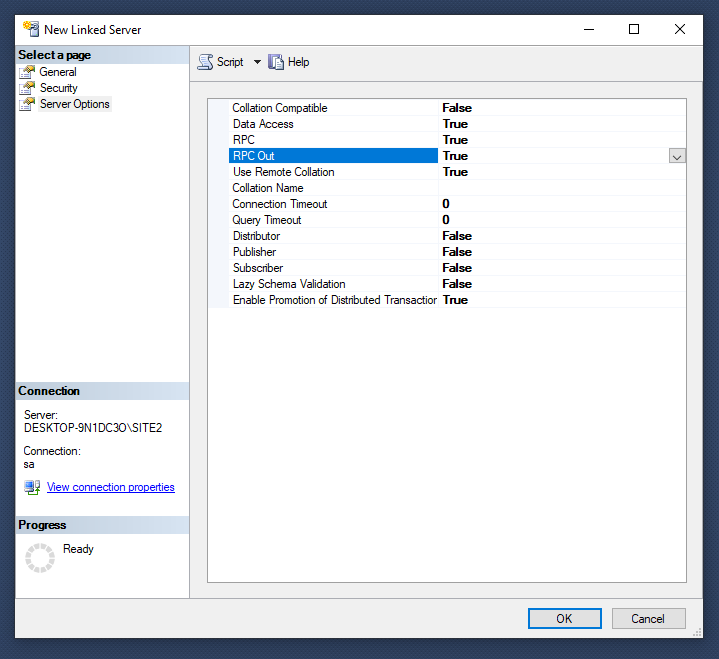 New Linked Server
Select a page
General
Security
Server Options
Script
Help
Collation Compatible False
Data Access True
RPC True
RPC Out True
Use Remote Collation True
Collation Name
Connection Timeout 0
Query Timeout 0
Distributor False
Publisher False
Subscriber False
Lazy Schema Validation False
Enable Promotion of Distributed Transaction True
Connection
Server:
DESKTOP-9N1DC3O\SITE2
Connection:
sa
View connection properties
Progress
Ready
OK
Cancel